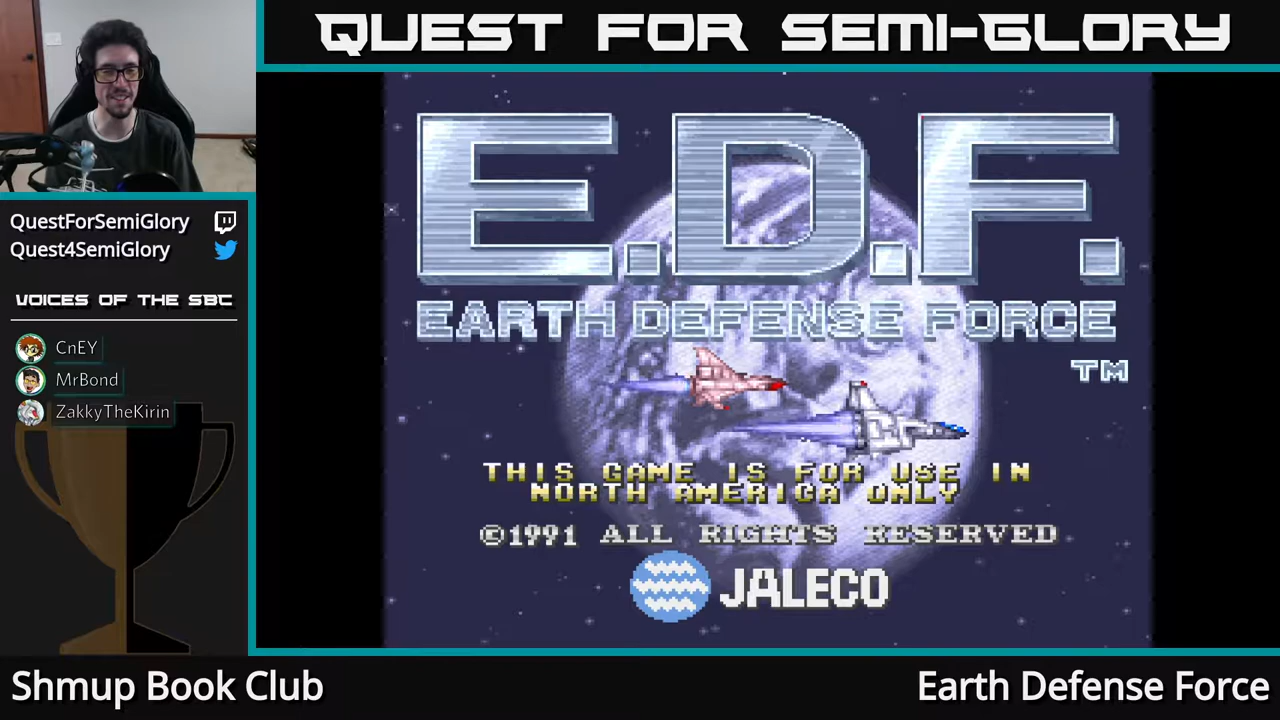 QUEST FOR SEMI-GLORY
QuestForSemiGlory
Quest4SemiGlory
VOICES OF THE SBC
CnEY
MrBond
ZakkyTheKirin
E.D.F.
EARTH DEFENSE FORCE
TM
THIS GAME IS FOR USE IN
NORTH AMERICA ONLY
©1991 ALL RIGHTS RESERVED
JALECO
Shmup Book Club
Earth Defense Force